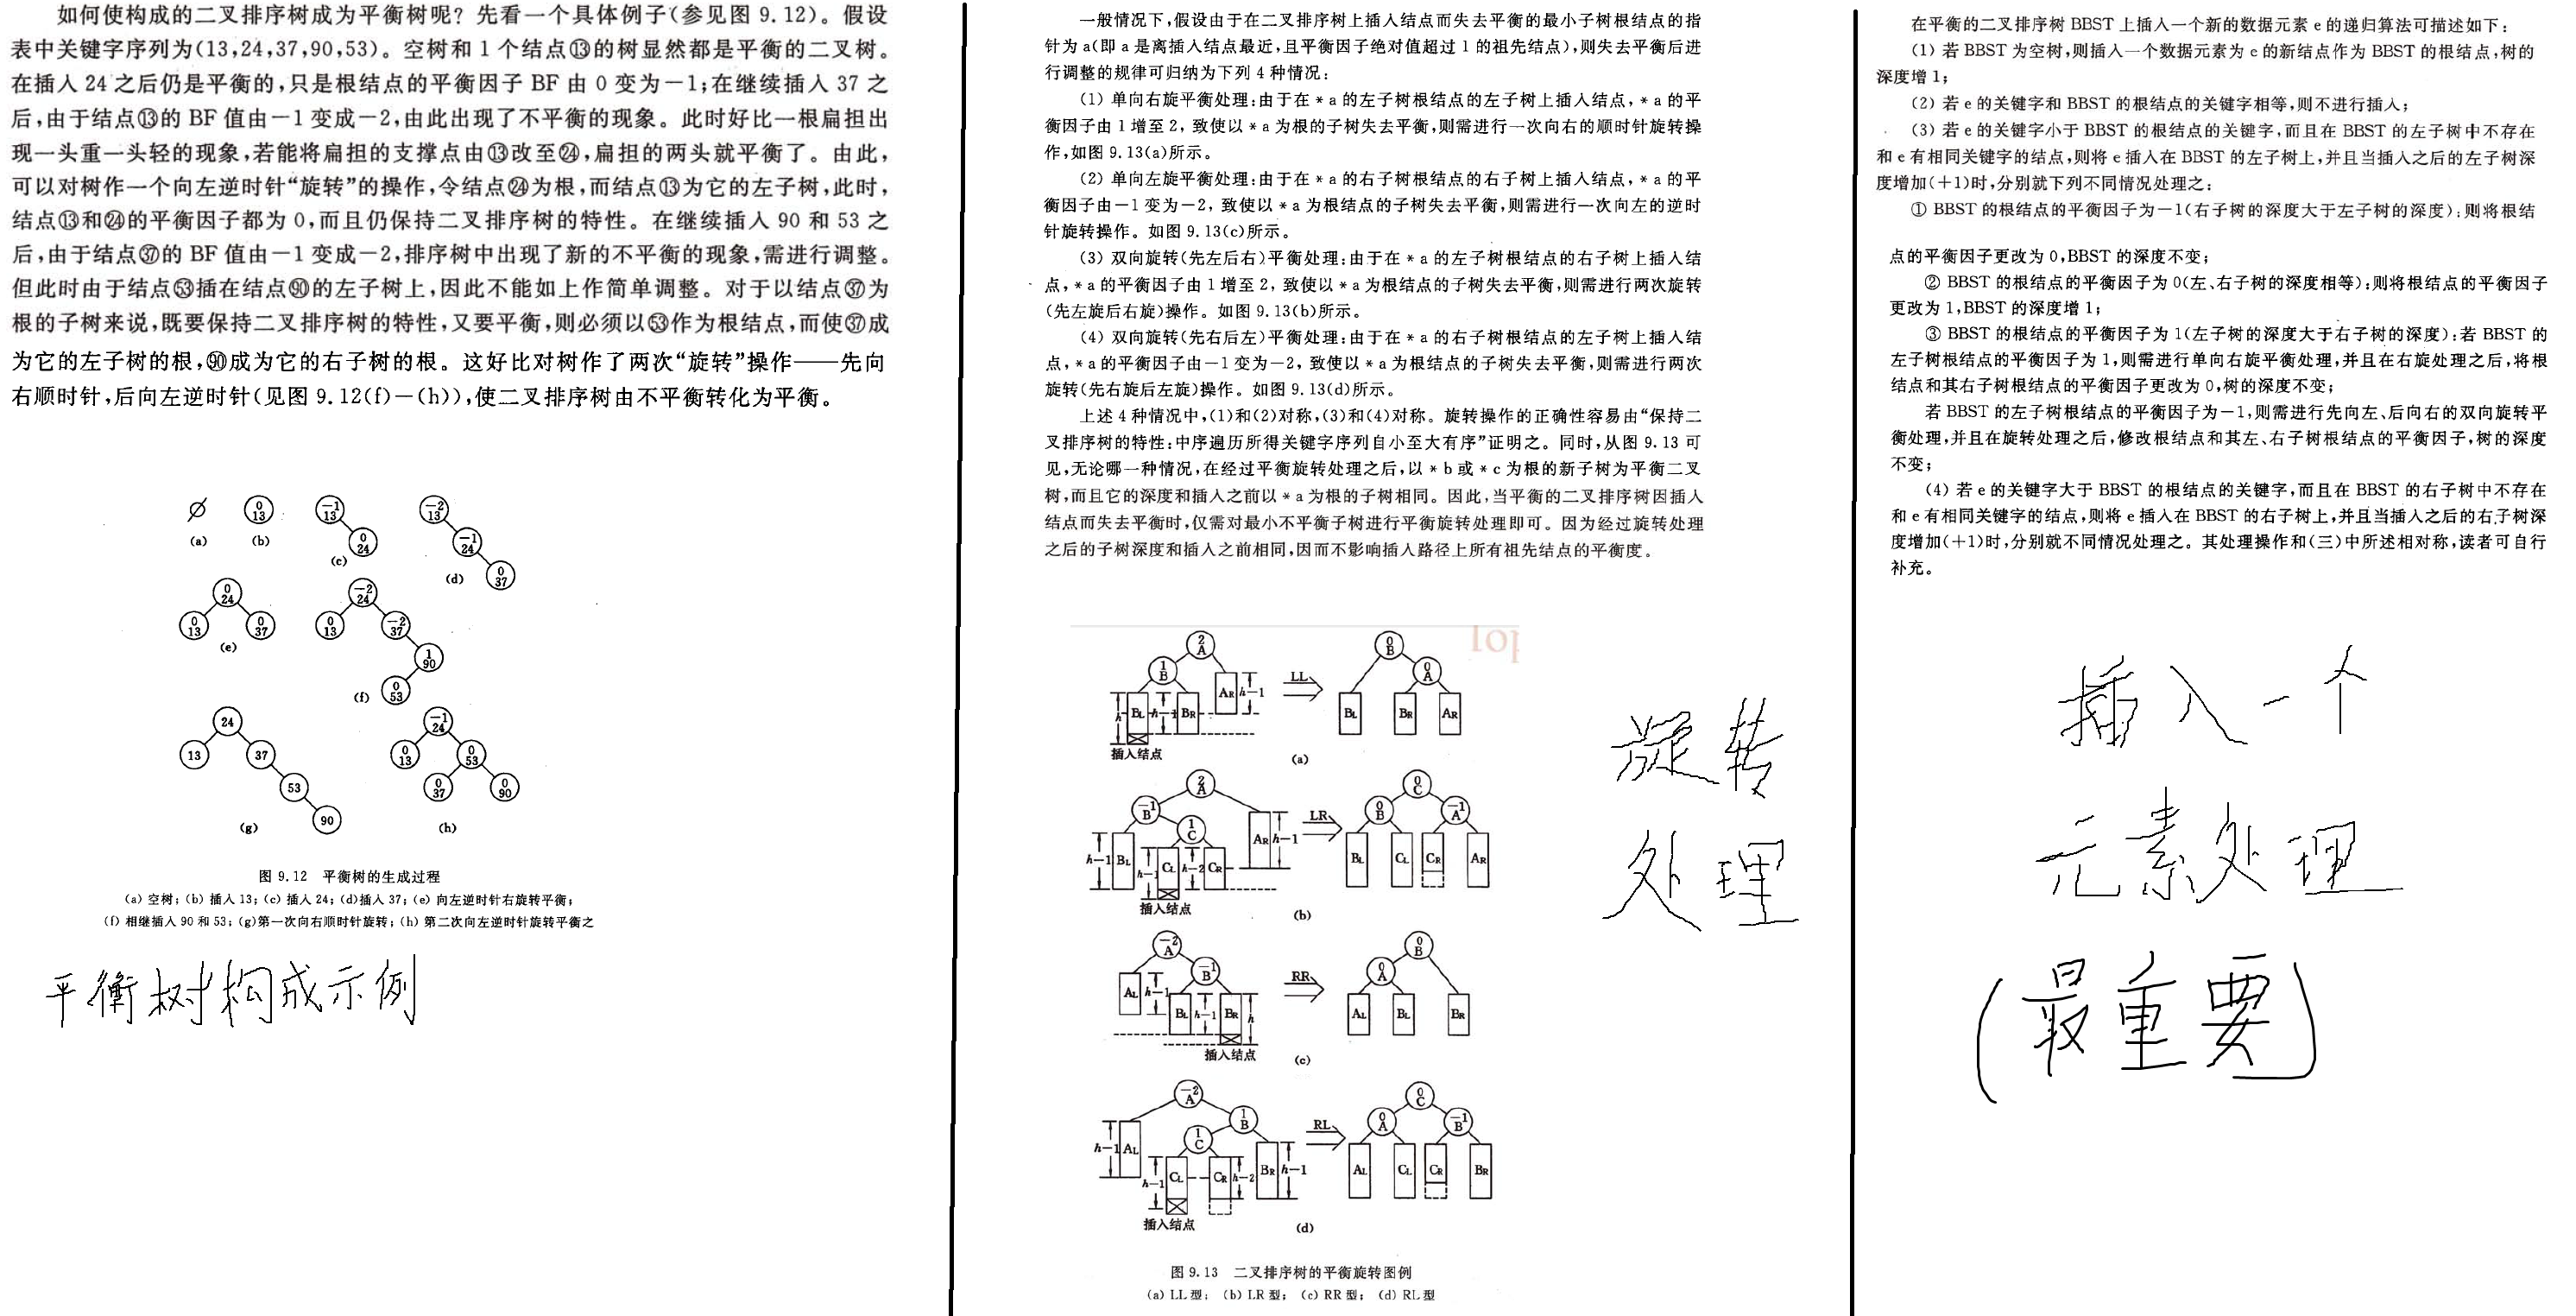 如何使构成的二叉排序树成为平衡树呢？先看一个具体例子(参见图 9.12)。假设
表中关键字序列为(13,24,37,90,53)。空树和 1 个结点⑬的树显然都是平衡的二叉树。
在插入 24 之后仍是平衡的,只是根结点的平衡因子 BF 由 0 变为－1;在继续插入 37 之
后,由于结点⑬的 BF 值由－1 变成－2,由此出现了不平衡的现象。此时好比一根扁担出
现一头重一头轻的现象,若能将扁担的支撑点由⑬改至㉔,扁担的两头就平衡了。由此,
可以对树作一个向左逆时针“旋转”的操作,令结点㉔为根,而结点⑬为它的左子树,此时,
结点⑬和㉔的平衡因子都为 0,而且仍保持二叉排序树的特性。在继续插入 90 和 53 之
后,由于结点㊲的 BF 值由－1 变成－2,排序树中出现了新的不平衡的现象,需进行调整。
但此时由于结点53插在结点90的左子树上,因此不能如上作简单调整。对于以结点㊲为
根的子树来说,既要保持二叉排序树的特性,又要平衡,则必须以53作为根结点,而使㊲成
为它的左子树的根,90成为它的右子树的根。这好比对树作了两次“旋转”操作——先向
右顺时针,后向左逆时针(见图 9.12(f)－(h)),使二叉排序树由不平衡转化为平衡。
∅ 0 13 －1 13 0 24 －2 13 －1 24 0 37
(a) (b) (c) (d)
0 24 0 13 0 37 －2 24 0 13 －2 37 1 90 0 53
(e) (f)
24 13 37 53 90 －1 24 0 13 0 53 0 37 0 90
(g) (h)
图 9.12 平衡树的生成过程
(a) 空树; (b) 插入 13; (c) 插入 24; (d)插入 37; (e) 向左逆时针右旋转平衡;
(f) 相继插入 90 和 53; (g)第一次向右顺时针旋转; (h) 第二次向左逆时针旋转平衡之
平衡树构成示例
一般情况下,假设由于在二叉排序树上插入结点而失去平衡的最小子树根结点的指
针为 a(即 a 是离插入结点最近,且平衡因子绝对值超过 1 的祖先结点),则失去平衡后进
行调整的规律可归纳为下列 4 种情况:
(1) 单向右旋平衡处理:由于在 * a 的左子树根结点的左子树上插入结点, * a 的平
衡因子由 1 增至 2, 致使以 * a 为根的子树失去平衡,则需进行一次向右的顺时针旋转操
作,如图 9.13(a)所示。
(2) 单向左旋平衡处理:由于在 * a 的右子树根结点的右子树上插入结点, * a 的平
衡因子由－1 变为－2, 致使以 * a 为根结点的子树失去平衡,则需进行一次向左的逆时
针旋转操作。如图 9.13(c)所示。
(3) 双向旋转(先左后右)平衡处理:由于在 * a 的左子树根结点的右子树上插入结
点, * a 的平衡因子由 1 增至 2, 致使以 * a 为根结点的子树失去平衡,则需进行两次旋转
(先左旋后右旋)操作。如图 9.13(b)所示。
(4) 双向旋转(先右后左)平衡处理:由于在 * a 的右子树根结点的左子树上插入结
点, * a 的平衡因子由－1 变为－2, 致使以 * a 为根结点的子树失去平衡,则需进行两次
旋转(先右旋后左旋)操作。如图 9.13(d)所示。
上述 4 种情况中,(1)和(2)对称,(3)和(4)对称。旋转操作的正确性容易由“保持二
叉排序树的特性:中序遍历所得关键字序列自小至大有序”证明之。同时,从图 9.13 可
见,无论哪一种情况,在经过平衡旋转处理之后,以 * b 或 * c 为根的新子树为平衡二叉
树,而且它的深度和插入之前以 * a 为根的子树相同。因此,当平衡的二叉排序树因插入
结点而失去平衡时,仅需对最小不平衡子树进行平衡旋转处理即可。因为经过旋转处理
之后的子树深度和插入之前相同,因而不影响插入路径上所有祖先结点的平衡度。
2 A 1 B BL BR AR h h－1 h－1 LL 0 B 0 A BL BR AR
插入结点
(a)
2 A －1 B 1 C BL CL CR AR h－1 h－1 h－2 h－1 LR 0 C 0 B －1 A BL CL CR AR
插入结点
(b)
－2 A －1 B AL BL BR h－1 h－1 h RR 0 B 0 A AL BL BR
插入结点
(c)
－2 A 1 B 1 C AL CL CR BR h－1 h－1 h－2 h－1 RL 0 C 0 A －1 B AL CL CR BR
插入结点
(d)
图 9.13 二叉排序树的平衡旋转图例
(a) LL 型; (b) LR 型; (c) RR 型; (d) RL 型
旋转
处理
在平衡的二叉排序树 BBST 上插入一个新的数据元素 e 的递归算法可描述如下:
(1) 若 BBST 为空树,则插入一个数据元素为 e 的新结点作为 BBST 的根结点,树的
深度增 1;
(2) 若 e 的关键字和 BBST 的根结点的关键字相等,则不进行插入;
(3) 若 e 的关键字小于 BBST 的根结点的关键字,而且在 BBST 的左子树中不存在
和 e 有相同关键字的结点,则将 e 插入在 BBST 的左子树上,并且当插入之后的左子树深
度增加(＋1)时,分别就下列不同情况处理之:
① BBST 的根结点的平衡因子为－1(右子树的深度大于左子树的深度):则将根结
点的平衡因子更改为 0,BBST 的深度不变;
② BBST 的根结点的平衡因子为 0(左、右子树的深度相等):则将根结点的平衡因子
更改为 1,BBST 的深度增 1;
③ BBST 的根结点的平衡因子为 1(左子树的深度大于右子树的深度):若 BBST 的
左子树根结点的平衡因子为 1,则需进行单向右旋平衡处理,并且在右旋处理之后,将根
结点和其右子树根结点的平衡因子更改为 0,树的深度不变;
若 BBST 的左子树根结点的平衡因子为－1,则需进行先向左、后向右的双向旋转平
衡处理,并且在旋转处理之后,修改根结点和其左、右子树根结点的平衡因子,树的深度
不变;
(4) 若 e 的关键字大于 BBST 的根结点的关键字,而且在 BBST 的右子树中不存在
和 e 有相同关键字的结点,则将 e 插入在 BBST 的右子树上,并且当插入之后的右子树深
度增加(＋1)时,分别就不同情况处理之。其处理操作和(三)中所述相对称,读者可自行
补充。
插入一个
元素处理
(最重要)